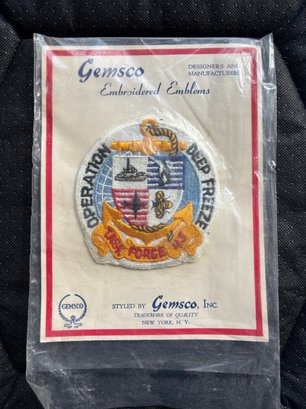 Gemsco
DESIGNERS AND
MANUFACTURERS
Embroidered Emblems
OPERATION DEEP FREEZE
TASK FORCE 43
GEMSCO
STYLED BY Gemsco, INC.
TRADEMARK OF QUALITY
NEW YORK, N. Y.